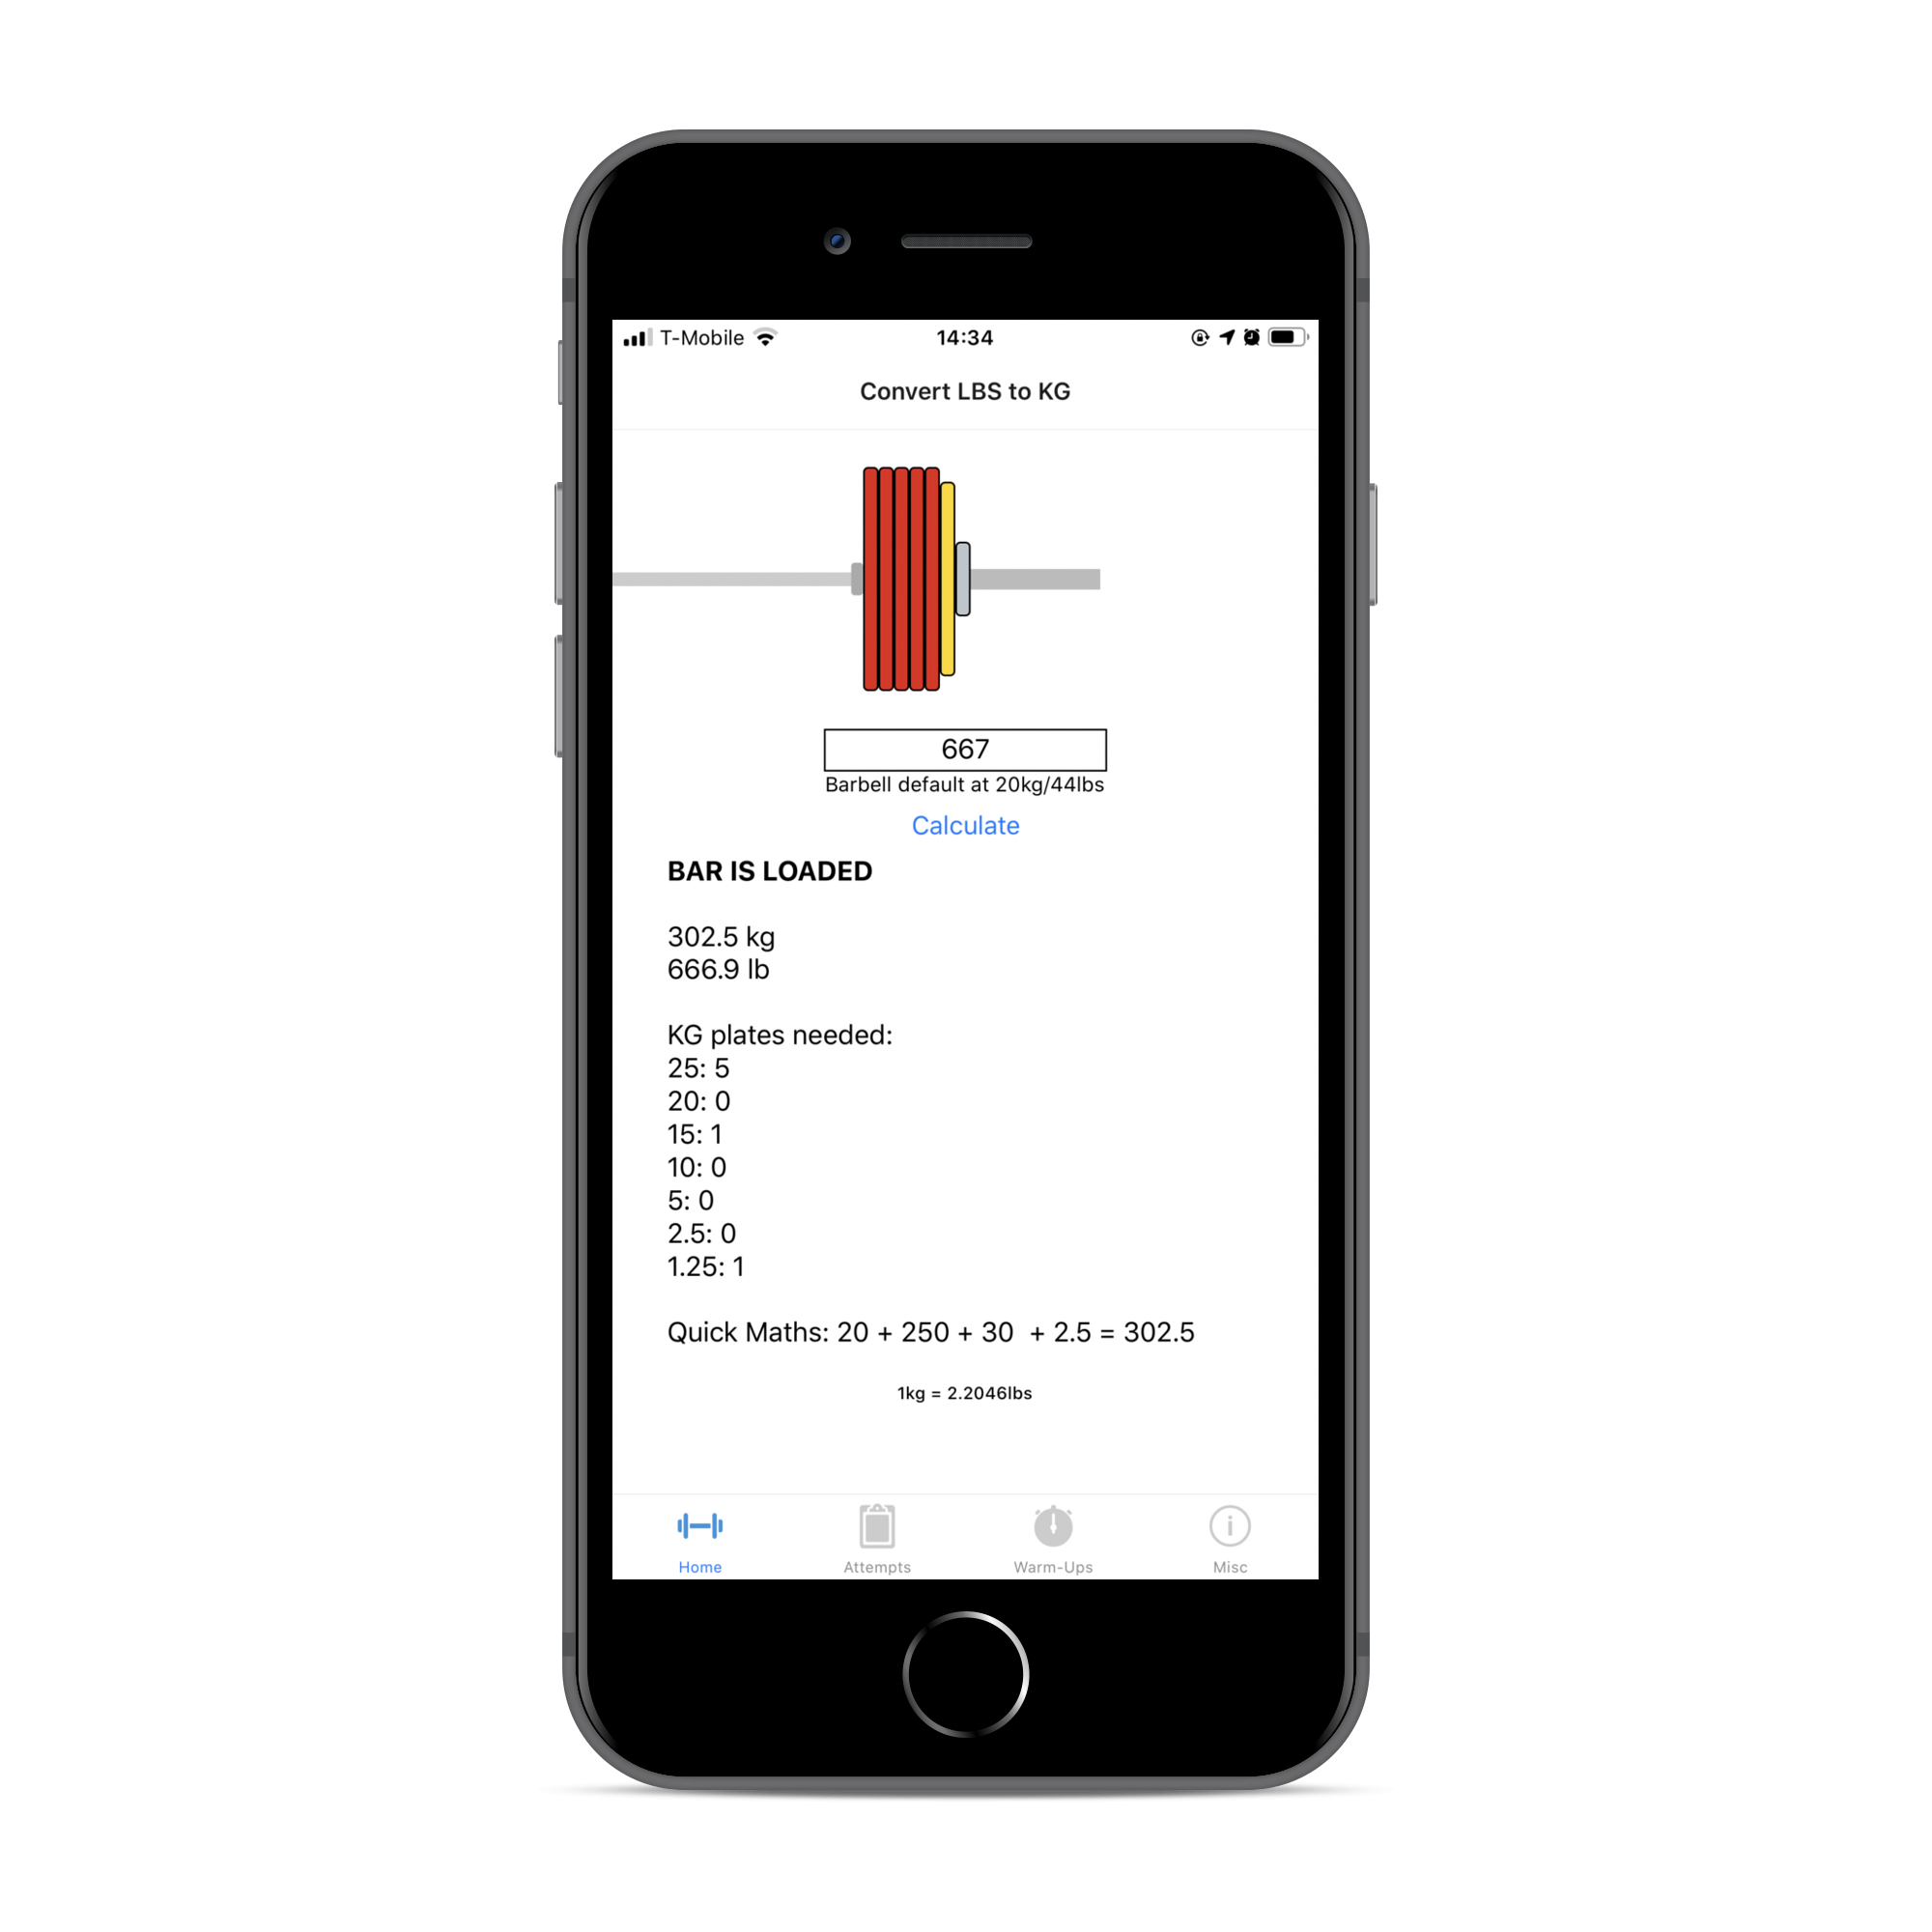 T-Mobile 14:34
Convert LBS to KG
667
Barbell default at 20kg/44lbs
Calculate
BAR IS LOADED
302.5 kg
666.9 lb
KG plates needed:
25: 5
20: 0
15: 1
10: 0
5: 0
2.5: 0
1.25: 1
Quick Maths: 20 + 250 + 30  + 2.5 = 302.5
1kg = 2.2046lbs
Home Attempts Warm-Ups Misc